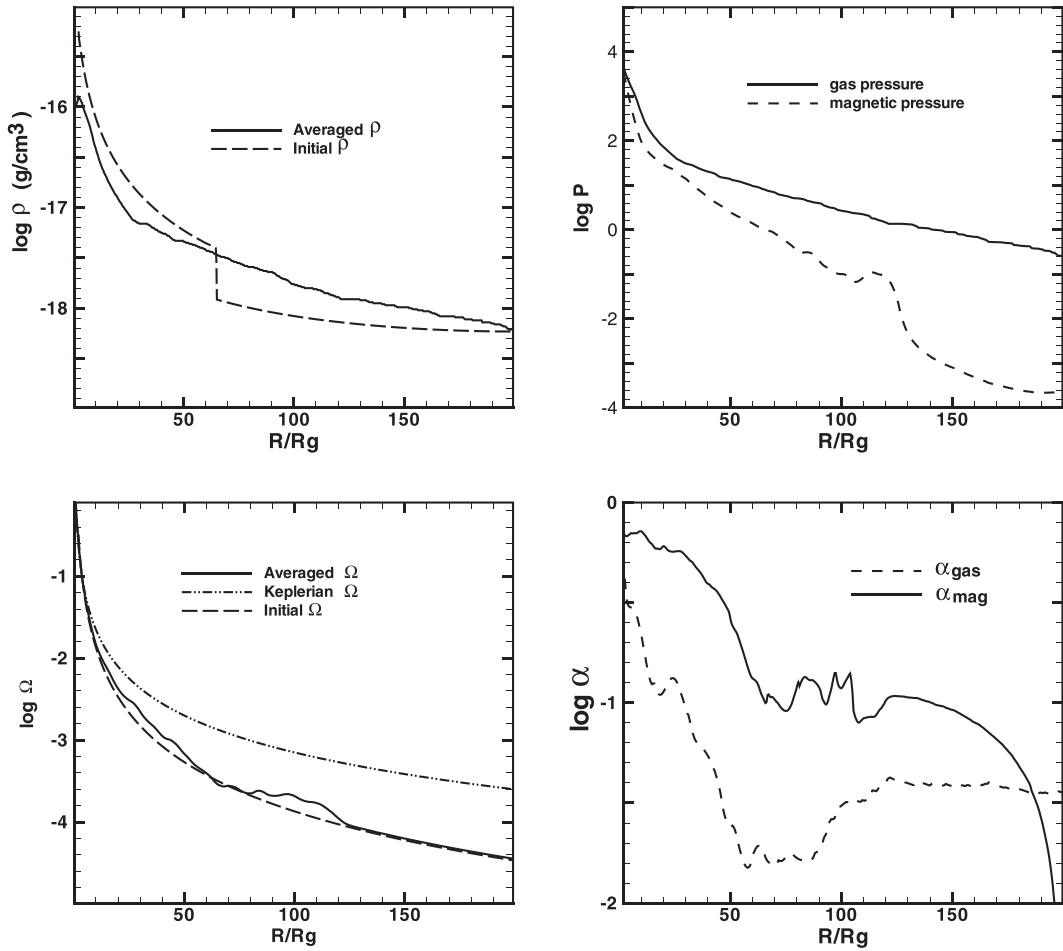 log ρ (g/cm3)
-16
-17
-18
Averaged ρ
Initial ρ
50 100 150
R/Rg
log P
4
2
0
-2
-4
gas pressure
magnetic pressure
50 100 150
R/Rg
log Ω
-1
-2
-3
-4
Averaged Ω
Keplerian Ω
Initial Ω
50 100 150
R/Rg
log α
0
-1
-2
αgas
αmag
50 100 150
R/Rg